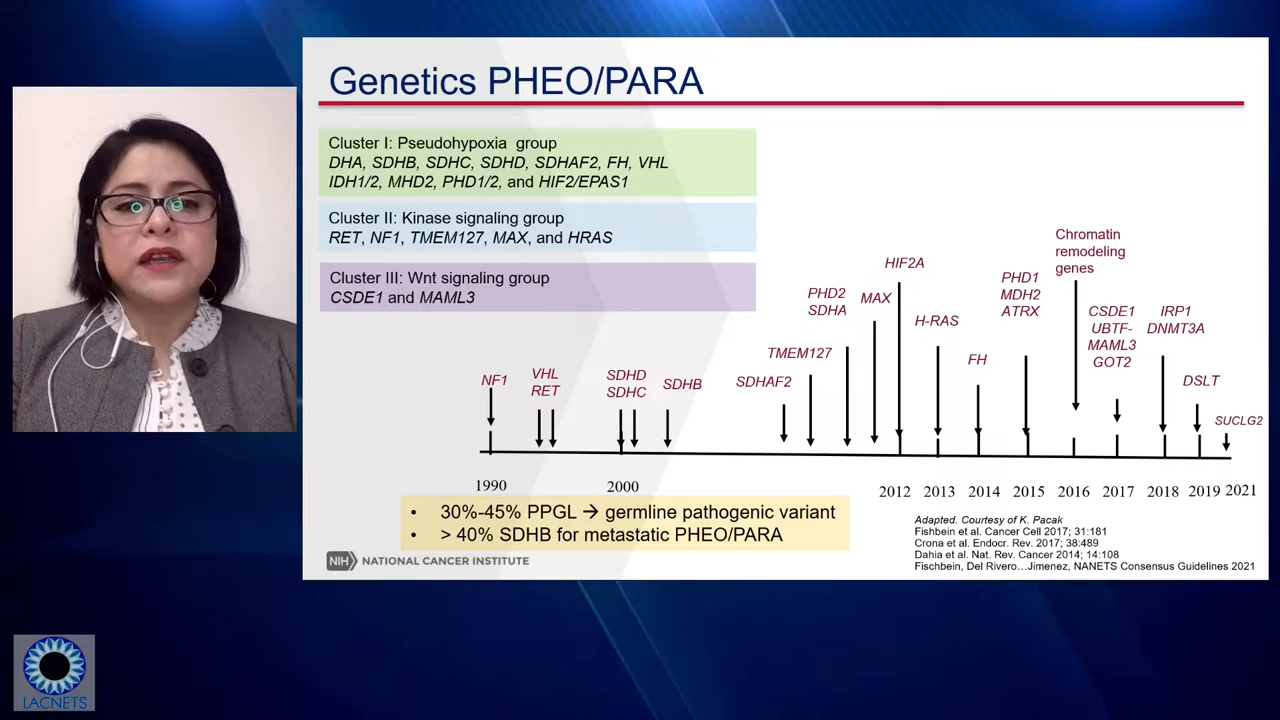 Genetics PHEO/PARA
Cluster I: Pseudohypoxia group
DHA, SDHB, SDHC, SDHD, SDHAF2, FH, VHL
IDH1/2, MHD2, PHD1/2, and HIF2/EPAS1
Cluster II: Kinase signaling group
RET, NF1, TMEM127, MAX, and HRAS
Cluster III: Wnt signaling group
CSDE1 and MAML3
NF1
VHL
RET
SDHD
SDHC
SDHB
SDHAF2
TMEM127
PHD2
SDHA
MAX
HIF2A
H-RAS
FH
PHD1
MDH2
ATRX
Chromatin
remodeling
genes
CSDE1
UBTF-
MAML3
GOT2
IRP1
DNMT3A
DSLT
SUCLG2
1990
2000
2012
2013
2014
2015
2016
2017
2018
2019
2021
• 30%-45% PPGL → germline pathogenic variant
• > 40% SDHB for metastatic PHEO/PARA
Adapted. Courtesy of K. Pacak
Fishbein et al. Cancer Cell 2017; 31:181
Crona et al. Endocr. Rev. 2017; 38:489
Dahia et al. Nat. Rev. Cancer 2014; 14:108
Fischbein, Del Rivero…Jimenez, NANETS Consensus Guidelines 2021
NIH NATIONAL CANCER INSTITUTE
LACNETS